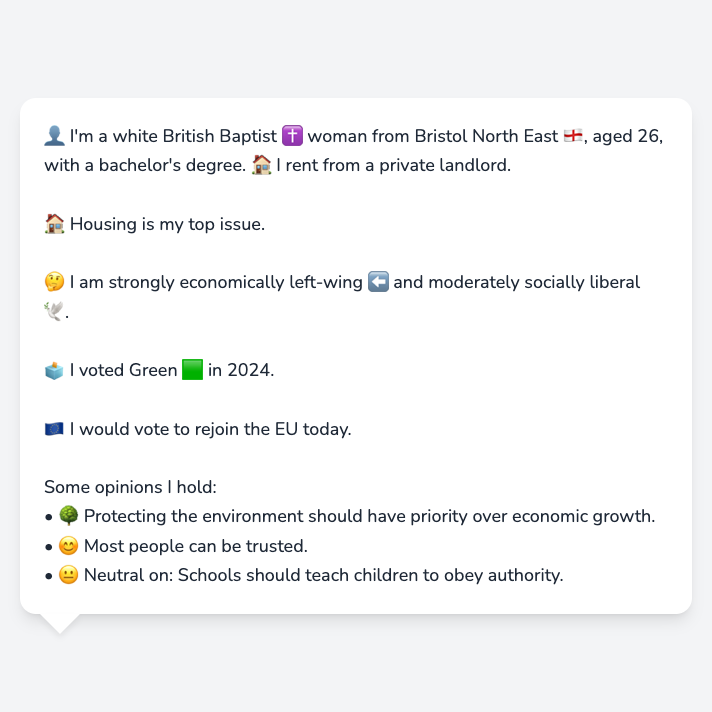 👤 I'm a white British Baptist ✝️ woman from Bristol North East 🏴󠁧󠁢󠁥󠁮󠁧󠁿, aged 26,
with a bachelor's degree. 🏠 I rent from a private landlord.
🏠 Housing is my top issue.
🤔 I am strongly economically left-wing ⬅️ and moderately socially liberal
🕊️.
🗳️ I voted Green 🟩 in 2024.
🇪🇺 I would vote to rejoin the EU today.
Some opinions I hold:
• 🌳 Protecting the environment should have priority over economic growth.
• 😊 Most people can be trusted.
• 😐 Neutral on: Schools should teach children to obey authority.